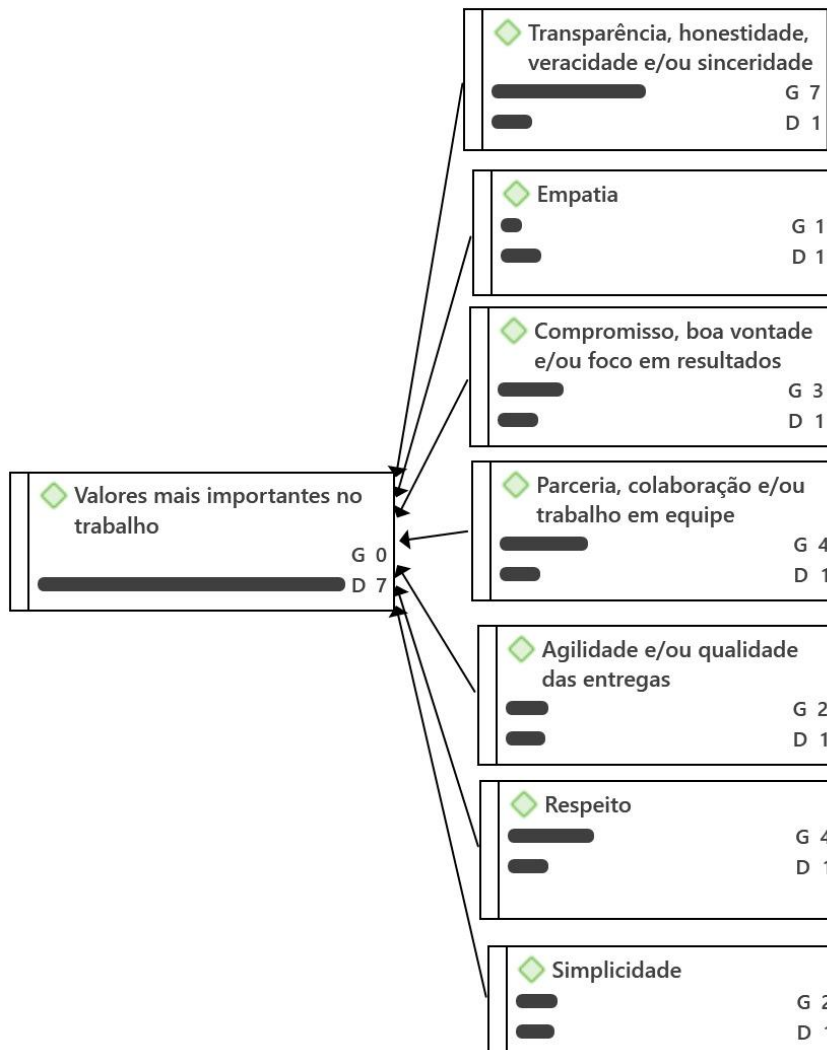 Transparência, honestidade,
veracidade e/ou sinceridade
G 7
D 1
Empatia
G 1
D 1
Compromisso, boa vontade
e/ou foco em resultados
G 3
D 1
Valores mais importantes no
trabalho
G 0
D 7
Parceria, colaboração e/ou
trabalho em equipe
G 4
D 1
Agilidade e/ou qualidade
das entregas
G 2
D 1
Respeito
G 4
D 1
Simplicidade
G 2
D 1